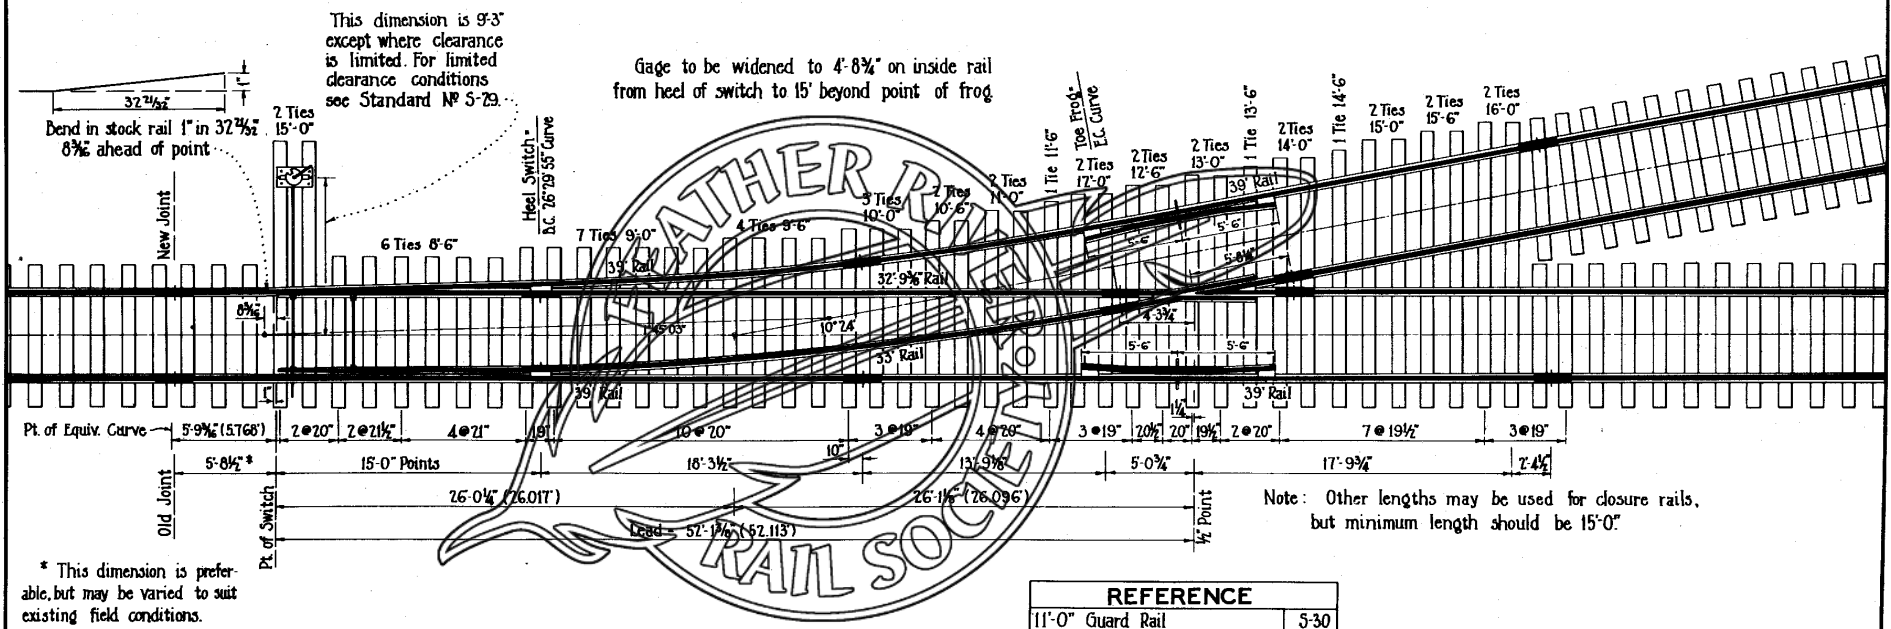 This dimension is 9'-3"
except where clearance
is limited. For limited
clearance conditions
see Standard Nº S-29.
Gage to be widened to 4'-8¾" on inside rail
from heel of switch to 15' beyond point of frog
1"
32 21/32"
Bend in stock rail 1" in 32 21/32"
8 3/16" ahead of point
2 Ties
15'-0"
New Joint
Heel Switch=
B.C. 26°29'55" Curve
Toe Frog=
E.C. Curve
6 Ties 8'-6"
7 Ties 9'-0"
4 Ties 9'-6"
5 Ties
10'-0"
2 Ties
10'-6"
2 Ties
11'-0"
1 Tie 11'-6"
2 Ties
12'-0"
2 Ties
12'-6"
2 Ties
13'-0"
1 Tie 13'-6"
2 Ties
14'-0"
1 Tie 14'-6"
2 Ties
15'-0"
2 Ties
15'-6"
2 Ties
16'-0"
FEATHER RIVER
RAIL SOCIETY
39' Rail
32'-9⅜" Rail
39' Rail
5'-6"
5'-6"
5'-8¼"
8 3/16"
10°24'
4'-3¾"
33' Rail
5'-6"
5'-6"
39' Rail
39' Rail
1"
1¼"
Pt. of Equiv. Curve
5'-9 3/16" (5.768')
2@20"
2@21½"
4@21"
19"
10@20"
3@19"
4@20"
3@19"
20½"
20"
19½"
2@20"
7@19½"
3@19"
10"
5'-8½" *
15'-0" Points
18'-3½"
13'-9⅛"
5'-0¾"
17'-9¾"
2'-4½"
26'-0¼" (26.017')
26'-1⅛" (26.096')
Lead = 52'-1⅜" (52.113')
Old Joint
Pt. of Switch
½" Point
Note: Other lengths may be used for closure rails,
but minimum length should be 15'-0".
* This dimension is prefer-
able, but may be varied to suit
existing field conditions.
REFERENCE
11'-0" Guard Rail S-30